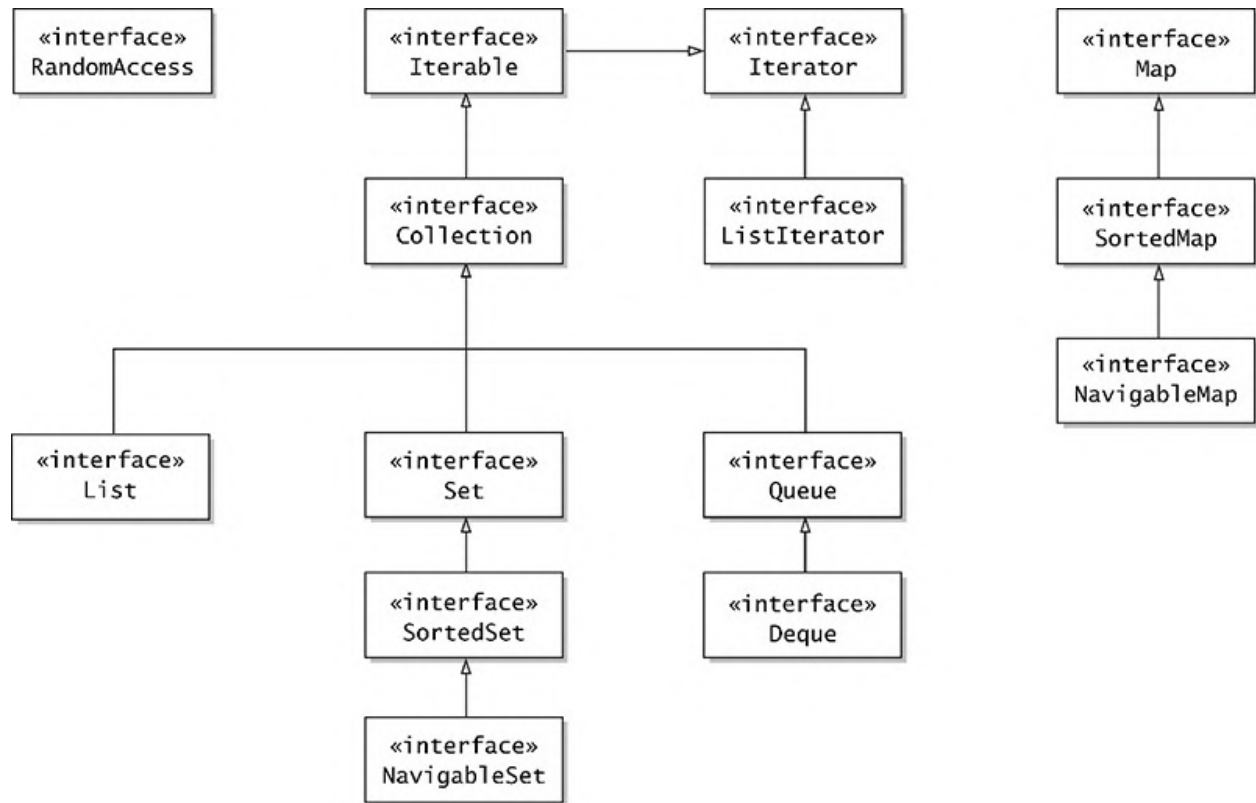 «interface»
RandomAccess
«interface»
Iterable
«interface»
Iterator
«interface»
Map
«interface»
Collection
«interface»
ListIterator
«interface»
SortedMap
«interface»
NavigableMap
«interface»
List
«interface»
Set
«interface»
Queue
«interface»
SortedSet
«interface»
Deque
«interface»
NavigableSet